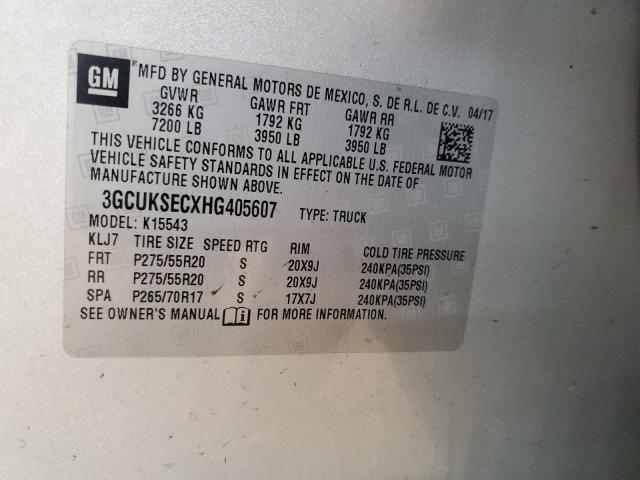 GM
MFD BY GENERAL MOTORS DE MEXICO, S. DE R.L. DE C.V. 04/17
GVWR GAWR FRT GAWR RR
3266 KG 1792 KG 1792 KG
7200 LB 3950 LB 3950 LB
THIS VEHICLE CONFORMS TO ALL APPLICABLE U.S. FEDERAL MOTOR
VEHICLE SAFETY STANDARDS IN EFFECT ON THE DATE OF
MANUFACTURE SHOWN ABOVE.
3GCUKSECXHG405607 TYPE: TRUCK
MODEL: K15543
KLJ7 TIRE SIZE SPEED RTG RIM COLD TIRE PRESSURE
FRT P275/55R20 S 20X9J 240KPA(35PSI)
RR P275/55R20 S 20X9J 240KPA(35PSI)
SPA P265/70R17 S 17X7J 240KPA(35PSI)
SEE OWNER'S MANUAL i FOR MORE INFORMATION.